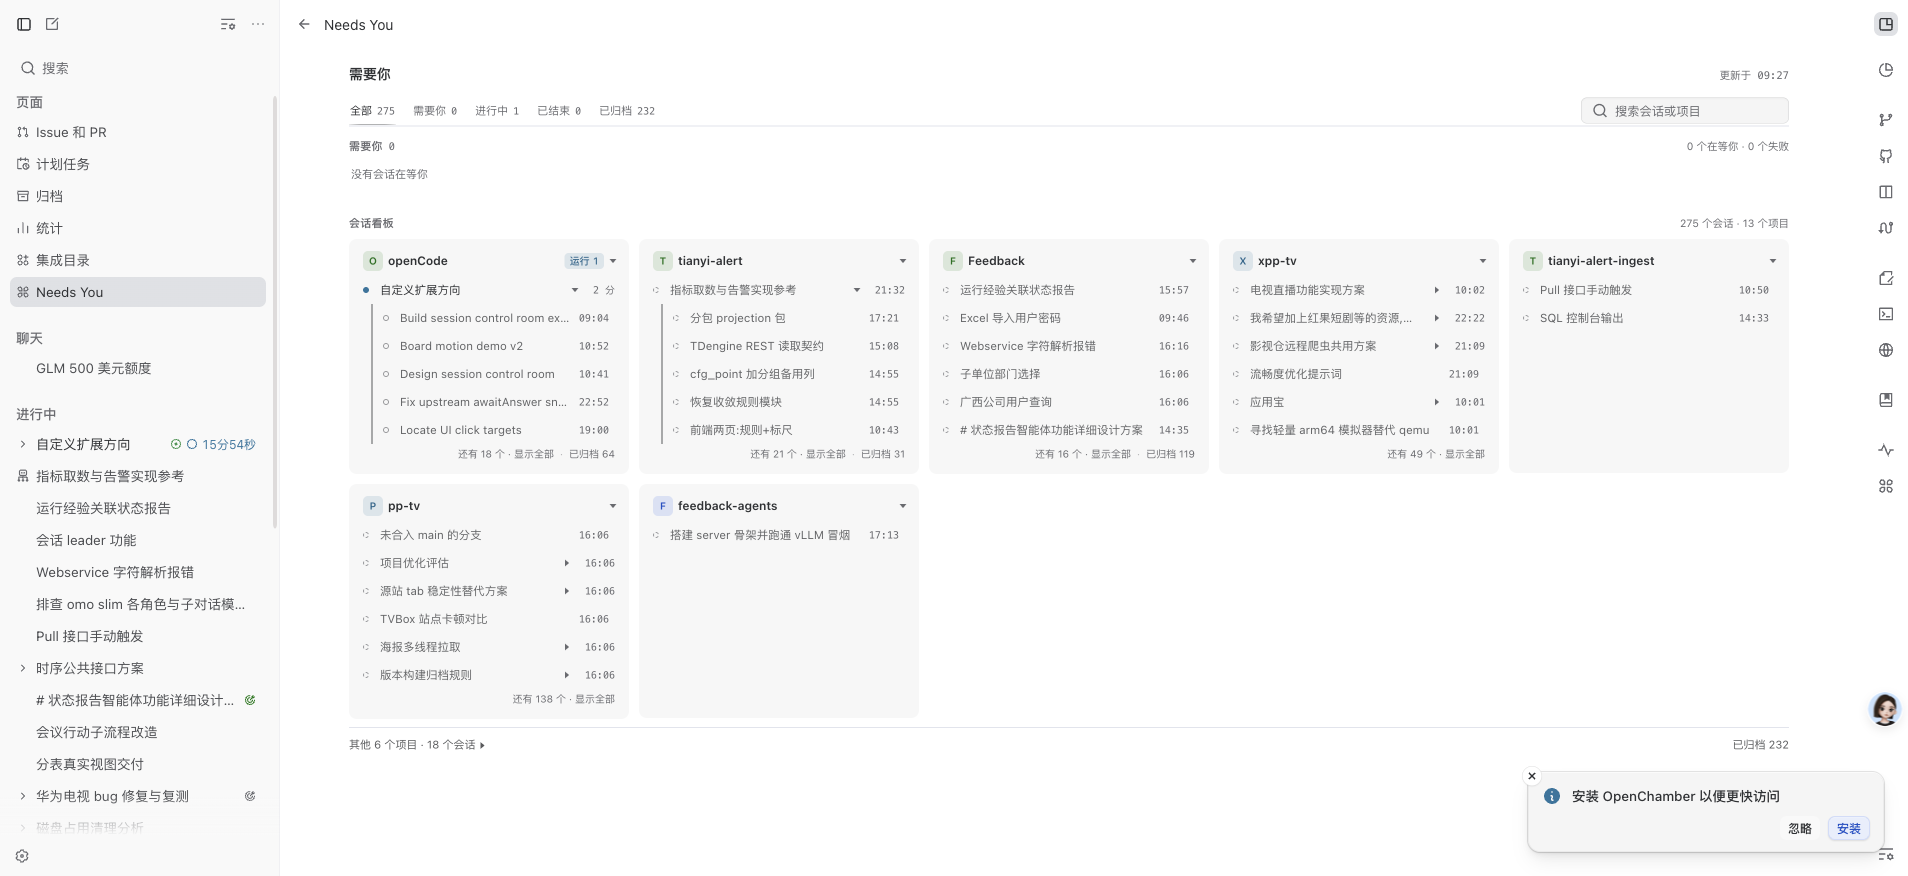 Needs You
搜索
页面
Issue 和 PR
计划任务
归档
统计
集成目录
Needs You
聊天
GLM 500 美元额度
进行中
自定义扩展方向 15分54秒
指标取数与告警实现参考
运行经验关联状态报告
会话 leader 功能
Webservice 字符解析报错
排查 omo slim 各角色与子对话模...
Pull 接口手动触发
时序公共接口方案
# 状态报告智能体功能详细设计...
会议行动子流程改造
分表真实视图交付
华为电视 bug 修复与复测
磁盘占用清理分析
需要你
更新于 09:27
全部 275 需要你 0 进行中 1 已结束 0 已归档 232
搜索会话或项目
需要你 0
0 个在等你 · 0 个失败
没有会话在等你
会话看板
275 个会话 · 13 个项目
O openCode 运行 1
自定义扩展方向 2 分
Build session control room ex... 09:04
Board motion demo v2 10:52
Design session control room 10:41
Fix upstream awaitAnswer sn... 22:52
Locate UI click targets 19:00
还有 18 个 · 显示全部 · 已归档 64
T tianyi-alert
指标取数与告警实现参考 21:32
分包 projection 包 17:21
TDengine REST 读取契约 15:08
cfg_point 加分组备用列 14:55
恢复收敛规则模块 14:55
前端两页:规则+标尺 10:43
还有 21 个 · 显示全部 · 已归档 31
F Feedback
运行经验关联状态报告 15:57
Excel 导入用户密码 09:46
Webservice 字符解析报错 16:16
子单位部门选择 16:06
广西公司用户查询 16:06
# 状态报告智能体功能详细设计方案 14:35
还有 16 个 · 显示全部 · 已归档 119
X xpp-tv
电视直播功能实现方案 10:02
我希望加上红果短剧等的资源,... 22:22
影视仓远程爬虫共用方案 21:09
流畅度优化提示词 21:09
应用宝 10:01
寻找轻量 arm64 模拟器替代 qemu 10:01
还有 49 个 · 显示全部
T tianyi-alert-ingest
Pull 接口手动触发 10:50
SQL 控制台输出 14:33
P pp-tv
未合入 main 的分支 16:06
项目优化评估 16:06
源站 tab 稳定性替代方案 16:06
TVBox 站点卡顿对比 16:06
海报多线程拉取 16:06
版本构建归档规则 16:06
还有 138 个 · 显示全部
F feedback-agents
搭建 server 骨架并跑通 vLLM 冒烟 17:13
其他 6 个项目 · 18 个会话
已归档 232
安装 OpenChamber 以便更快访问
忽略 安装